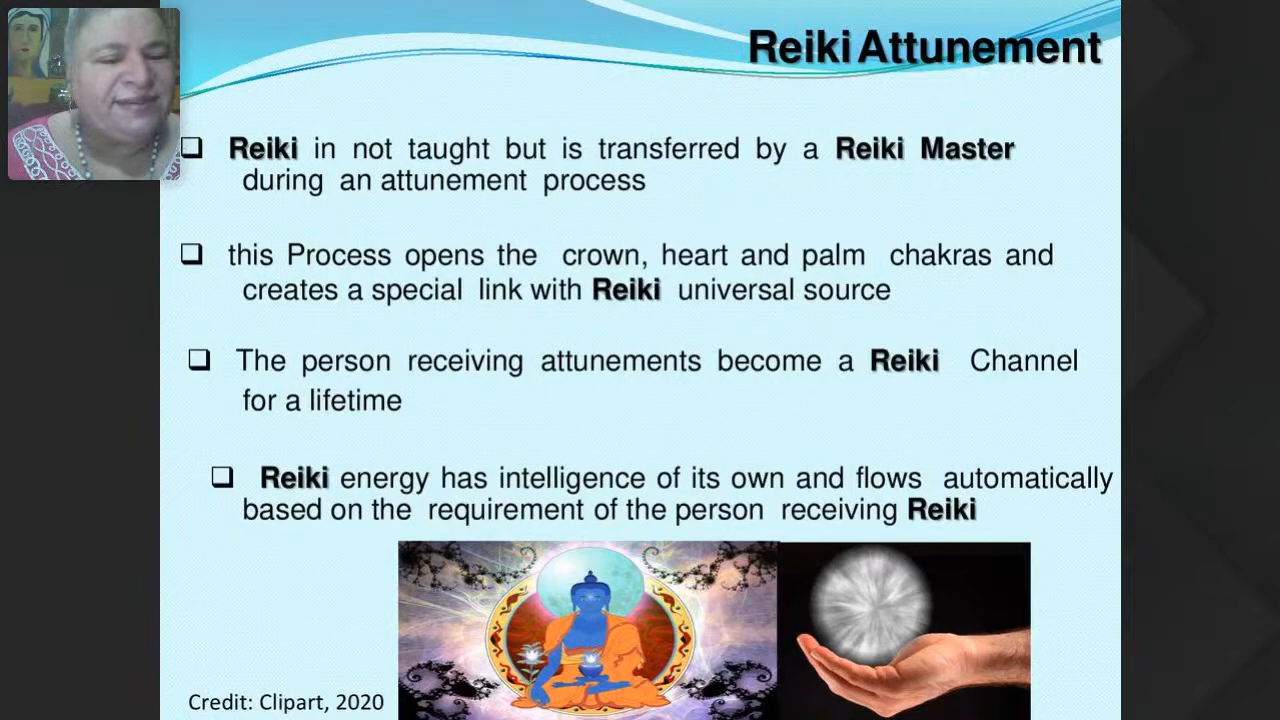 Reiki Attunement
❑ Reiki in not taught but is transferred by a Reiki Master
during an attunement process
❑ this Process opens the crown, heart and palm chakras and
creates a special link with Reiki universal source
❑ The person receiving attunements become a Reiki Channel
for a lifetime
❑ Reiki energy has intelligence of its own and flows automatically
based on the requirement of the person receiving Reiki
Credit: Clipart, 2020